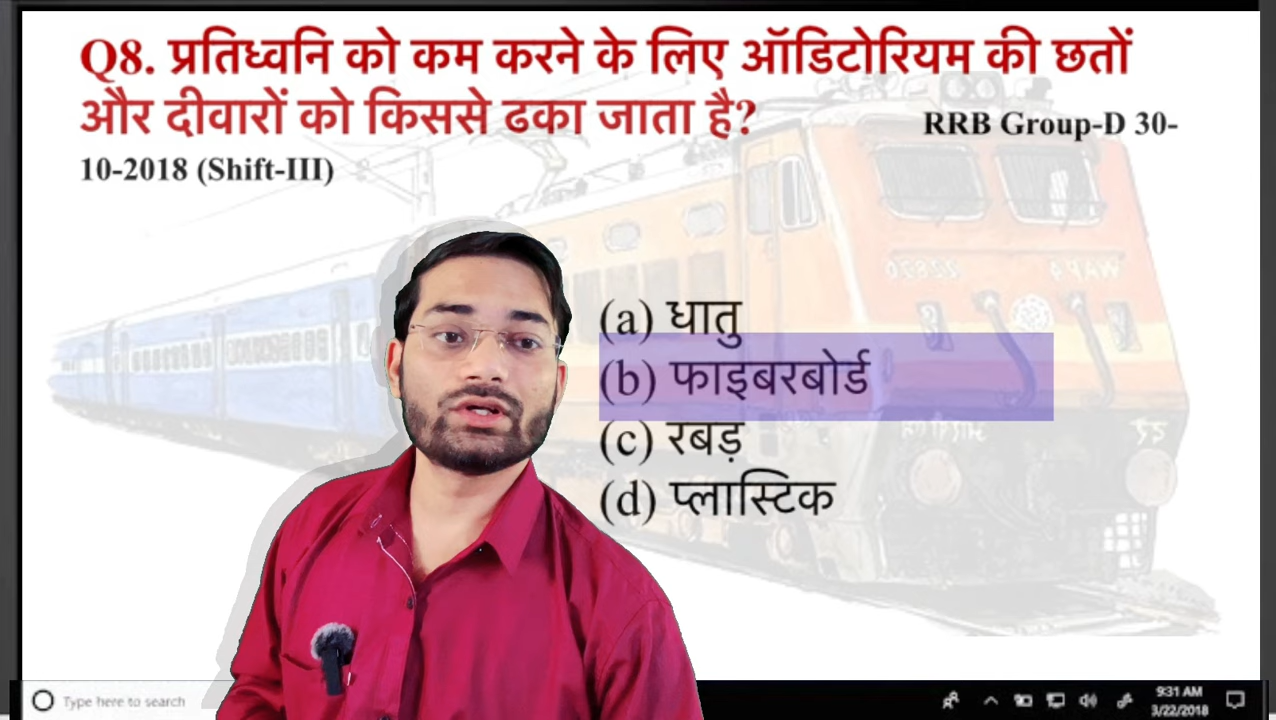 Q8. प्रतिध्वनि को कम करने के लिए ऑडिटोरियम की छतों
और दीवारों को किससे ढका जाता है? RRB Group-D 30-
10-2018 (Shift-III)
(a) धातु
(b) फाइबरबोर्ड
(c) रबड़
(d) प्लास्टिक
Type here to search
9:31 AM
3/22/2018